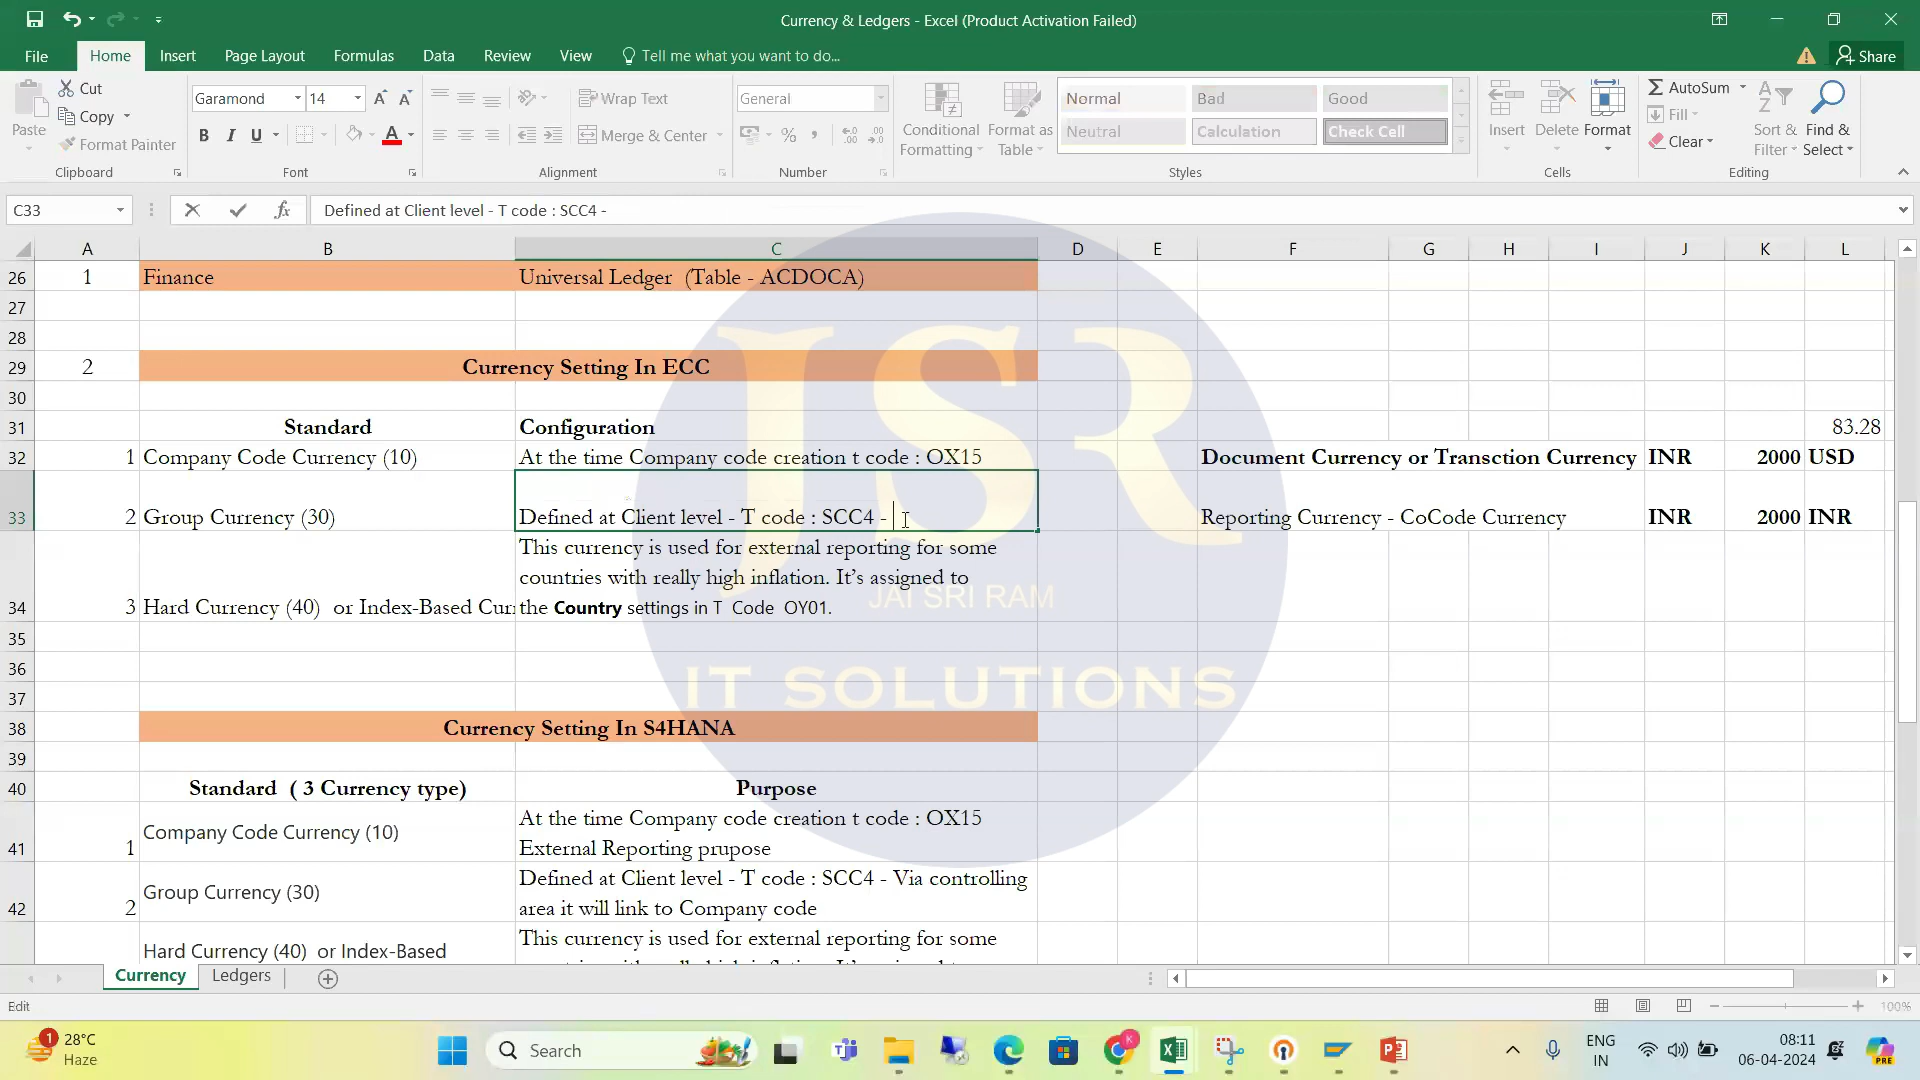 Currency & Ledgers - Excel (Product Activation Failed)
File Home Insert Page Layout Formulas Data Review View Tell me what you want to do... Share
Paste Cut Copy Format Painter Clipboard
Garamond 14 A A B I U A Font
Wrap Text Merge & Center Alignment
General % , Number
Conditional Formatting Format as Table
Normal Bad Good
Neutral Calculation Check Cell
Styles
Insert Delete Format Cells
AutoSum Fill Clear Sort & Filter Find & Select Editing
C33 fx Defined at Client level - T code : SCC4 -
A B C D E F G H I J K L
26 1 Finance Universal Ledger (Table - ACDOCA)
27
28
29 2 Currency Setting In ECC
30
31 Standard Configuration 83.28
32 1 Company Code Currency (10) At the time Company code creation t code : OX15 Document Currency or Transction Currency INR 2000 USD
33 2 Group Currency (30) Defined at Client level - T code : SCC4 - Reporting Currency - CoCode Currency INR 2000 INR
This currency is used for external reporting for some
countries with really high inflation. It's assigned to
34 3 Hard Currency (40) or Index-Based Cur the Country settings in T Code OY01.
35
36
37
38 Currency Setting In S4HANA
39
40 Standard ( 3 Currency type) Purpose
Company Code Currency (10) At the time Company code creation t code : OX15
41 1 External Reporting prupose
Group Currency (30) Defined at Client level - T code : SCC4 - Via controlling
42 2 area it will link to Company code
Hard Currency (40) or Index-Based This currency is used for external reporting for some
JSR
JAI SRI RAM
IT SOLUTIONS
Currency Ledgers
Edit 100%
1 28°C
Haze
Search
ENG
IN
08:11
06-04-2024